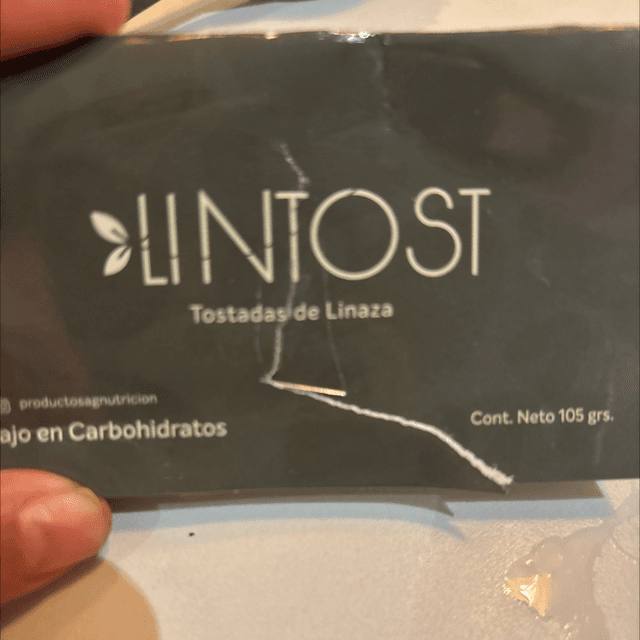 LINTOST
Tostadas de Linaza
productosagnutricion
ajo en Carbohidratos
Cont. Neto 105 grs.